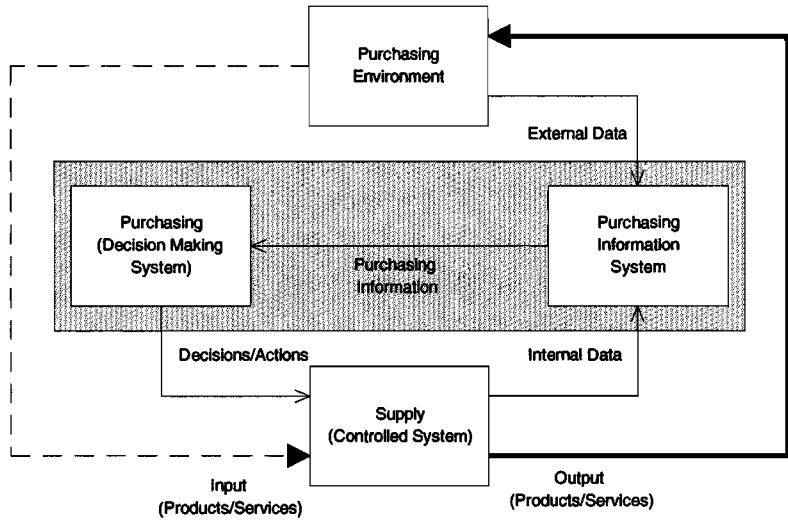 Purchasing
Environment
External Data
Purchasing
(Decision Making
System)
Purchasing
Information
Purchasing
Information
System
Decisions/Actions
Internal Data
Supply
(Controlled System)
Input
(Products/Services)
Output
(Products/Services)